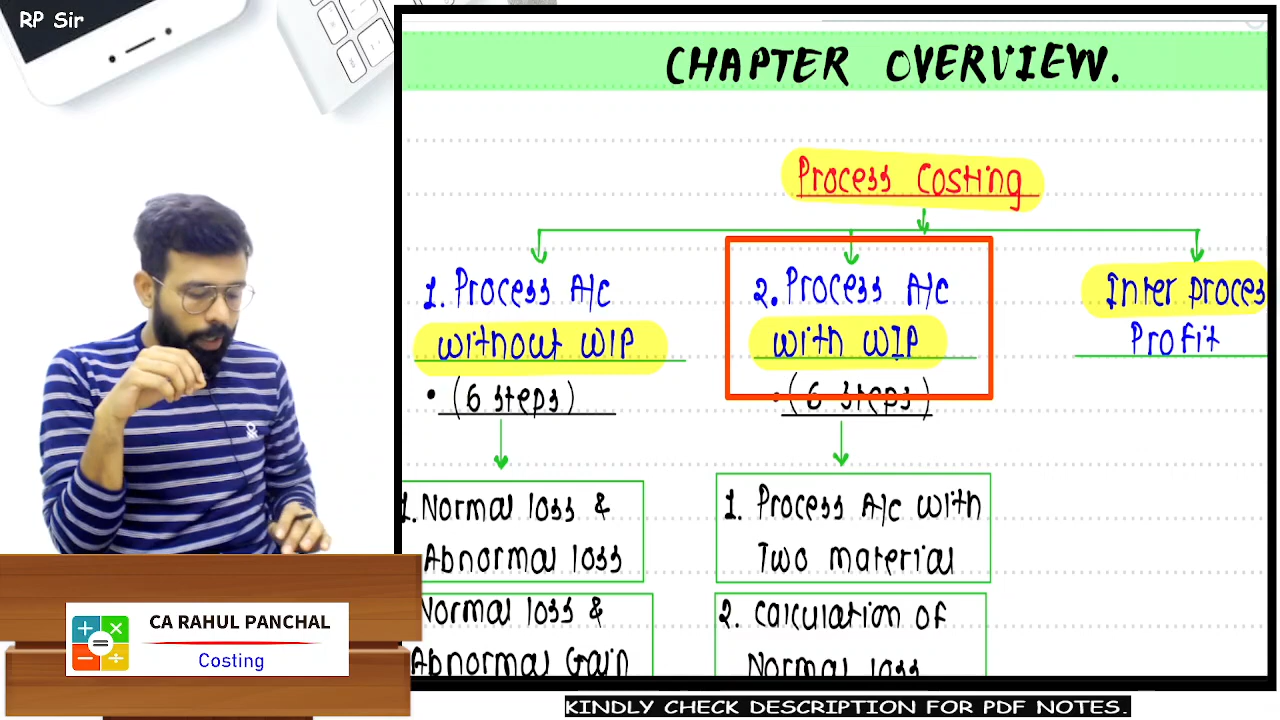 RP Sir
CHAPTER OVERVIEW.
Process Costing
1. Process A/c
without WIP
• (6 steps)
1. Normal loss &
Abnormal loss
Normal loss &
Abnormal Gain
2. Process A/c
with WIP
• (6 steps)
1. Process A/c with
Two material
2. Calculation of
Normal loss
Inter proces
Profit
CA RAHUL PANCHAL
Costing
KINDLY CHECK DESCRIPTION FOR PDF NOTES.